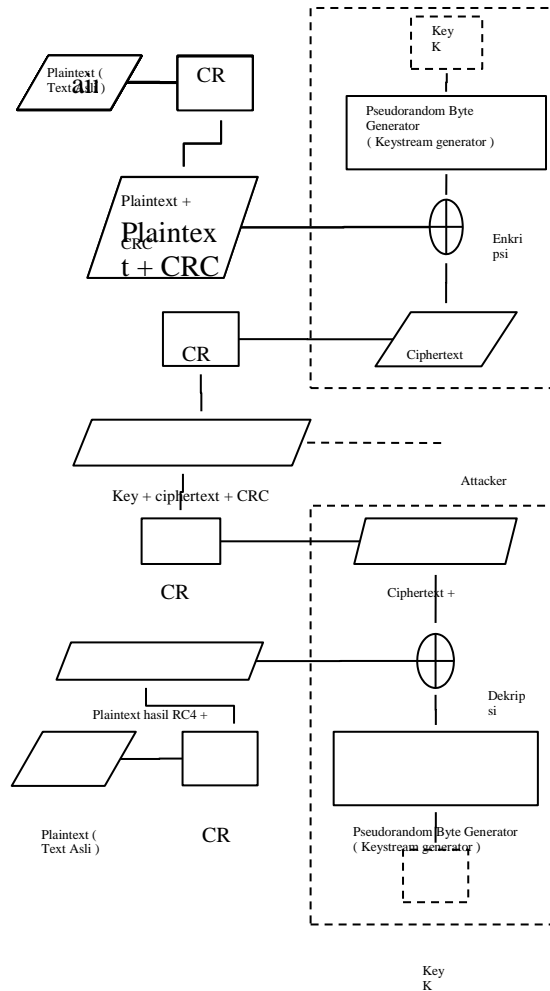 Key
K
Plaintext (
Text Asli )
CR
Pseudorandom Byte
Generator
( Keystream generator )
Plaintext +
CRC
Plaintex
t + CRC
Enkri
psi
CR
Ciphertext
Key + ciphertext + CRC
Attacker
CR
Ciphertext +
Plaintext hasil RC4 +
Dekrip
si
Plaintext (
Text Asli )
CR
Pseudorandom Byte Generator
( Keystream generator )
Key
K